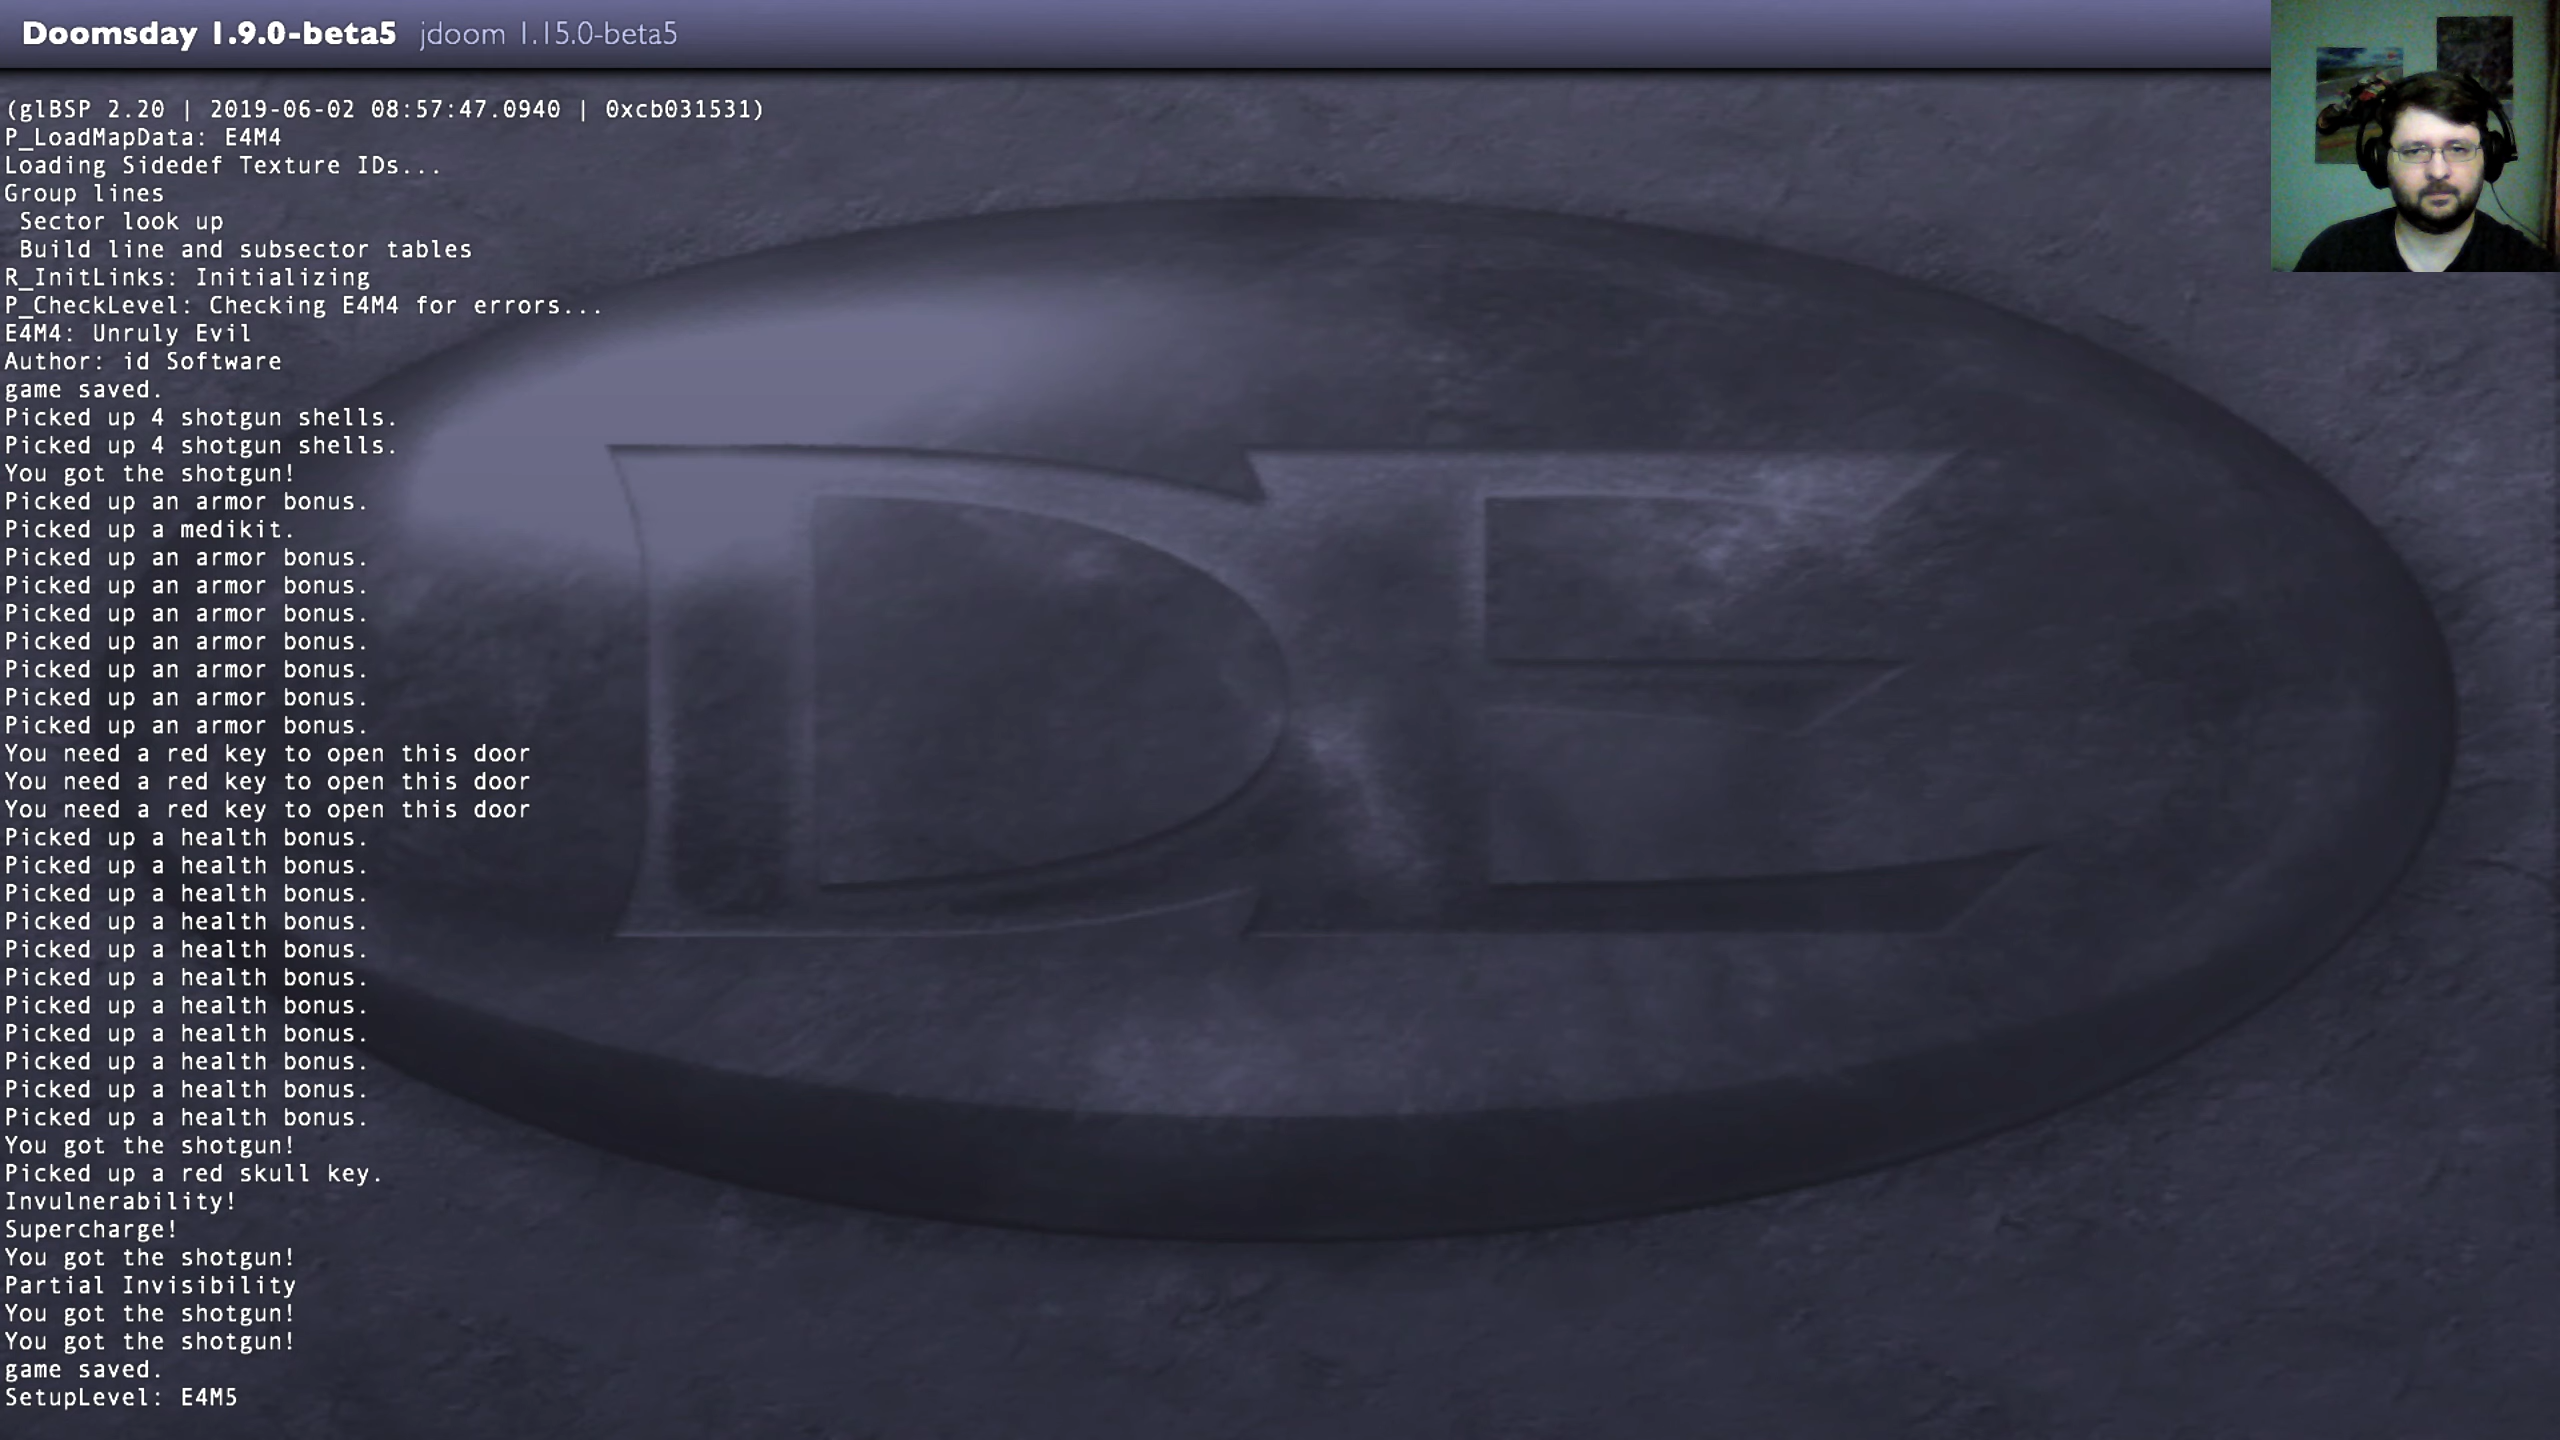 Doomsday 1.9.0-beta5 jdoom 1.15.0-beta5
(glBSP 2.20 | 2019-06-02 08:57:47.0940 | 0xcb031531)
P_LoadMapData: E4M4
Loading Sidedef Texture IDs...
Group lines
Sector look up
Build line and subsector tables
R_InitLinks: Initializing
P_CheckLevel: Checking E4M4 for errors...
E4M4: Unruly Evil
Author: id Software
game saved.
Picked up 4 shotgun shells.
Picked up 4 shotgun shells.
You got the shotgun!
Picked up an armor bonus.
Picked up a medikit.
Picked up an armor bonus.
Picked up an armor bonus.
Picked up an armor bonus.
Picked up an armor bonus.
Picked up an armor bonus.
Picked up an armor bonus.
Picked up an armor bonus.
You need a red key to open this door
You need a red key to open this door
You need a red key to open this door
Picked up a health bonus.
Picked up a health bonus.
Picked up a health bonus.
Picked up a health bonus.
Picked up a health bonus.
Picked up a health bonus.
Picked up a health bonus.
Picked up a health bonus.
Picked up a health bonus.
Picked up a health bonus.
Picked up a health bonus.
You got the shotgun!
Picked up a red skull key.
Invulnerability!
Supercharge!
You got the shotgun!
Partial Invisibility
You got the shotgun!
You got the shotgun!
game saved.
SetupLevel: E4M5
DE